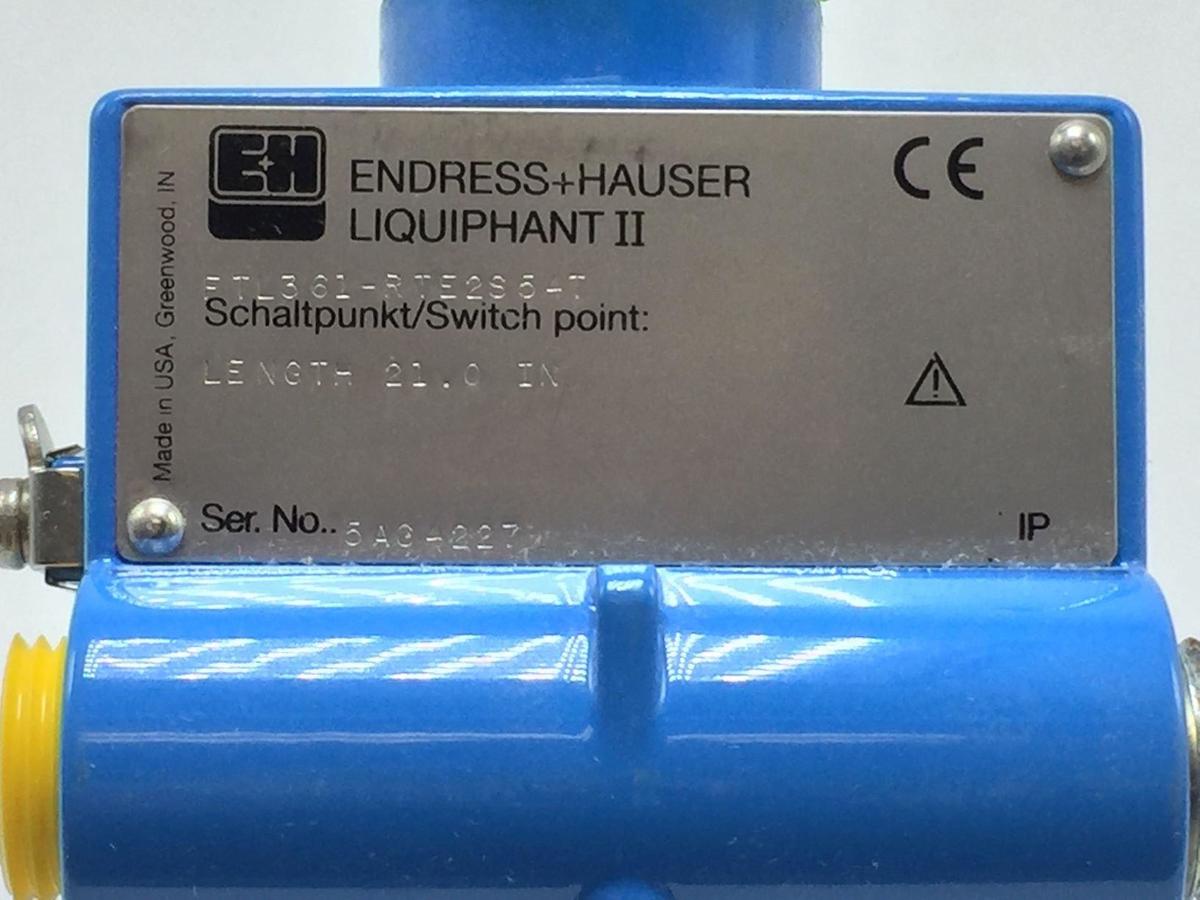 E+H
ENDRESS+HAUSER
LIQUIPHANT II
FTL361-RTE2S5-T
Schaltpunkt/Switch point:
LENGTH 21.0 IN
Ser. No..
IP
CE
Made in USA, Greenwood, IN